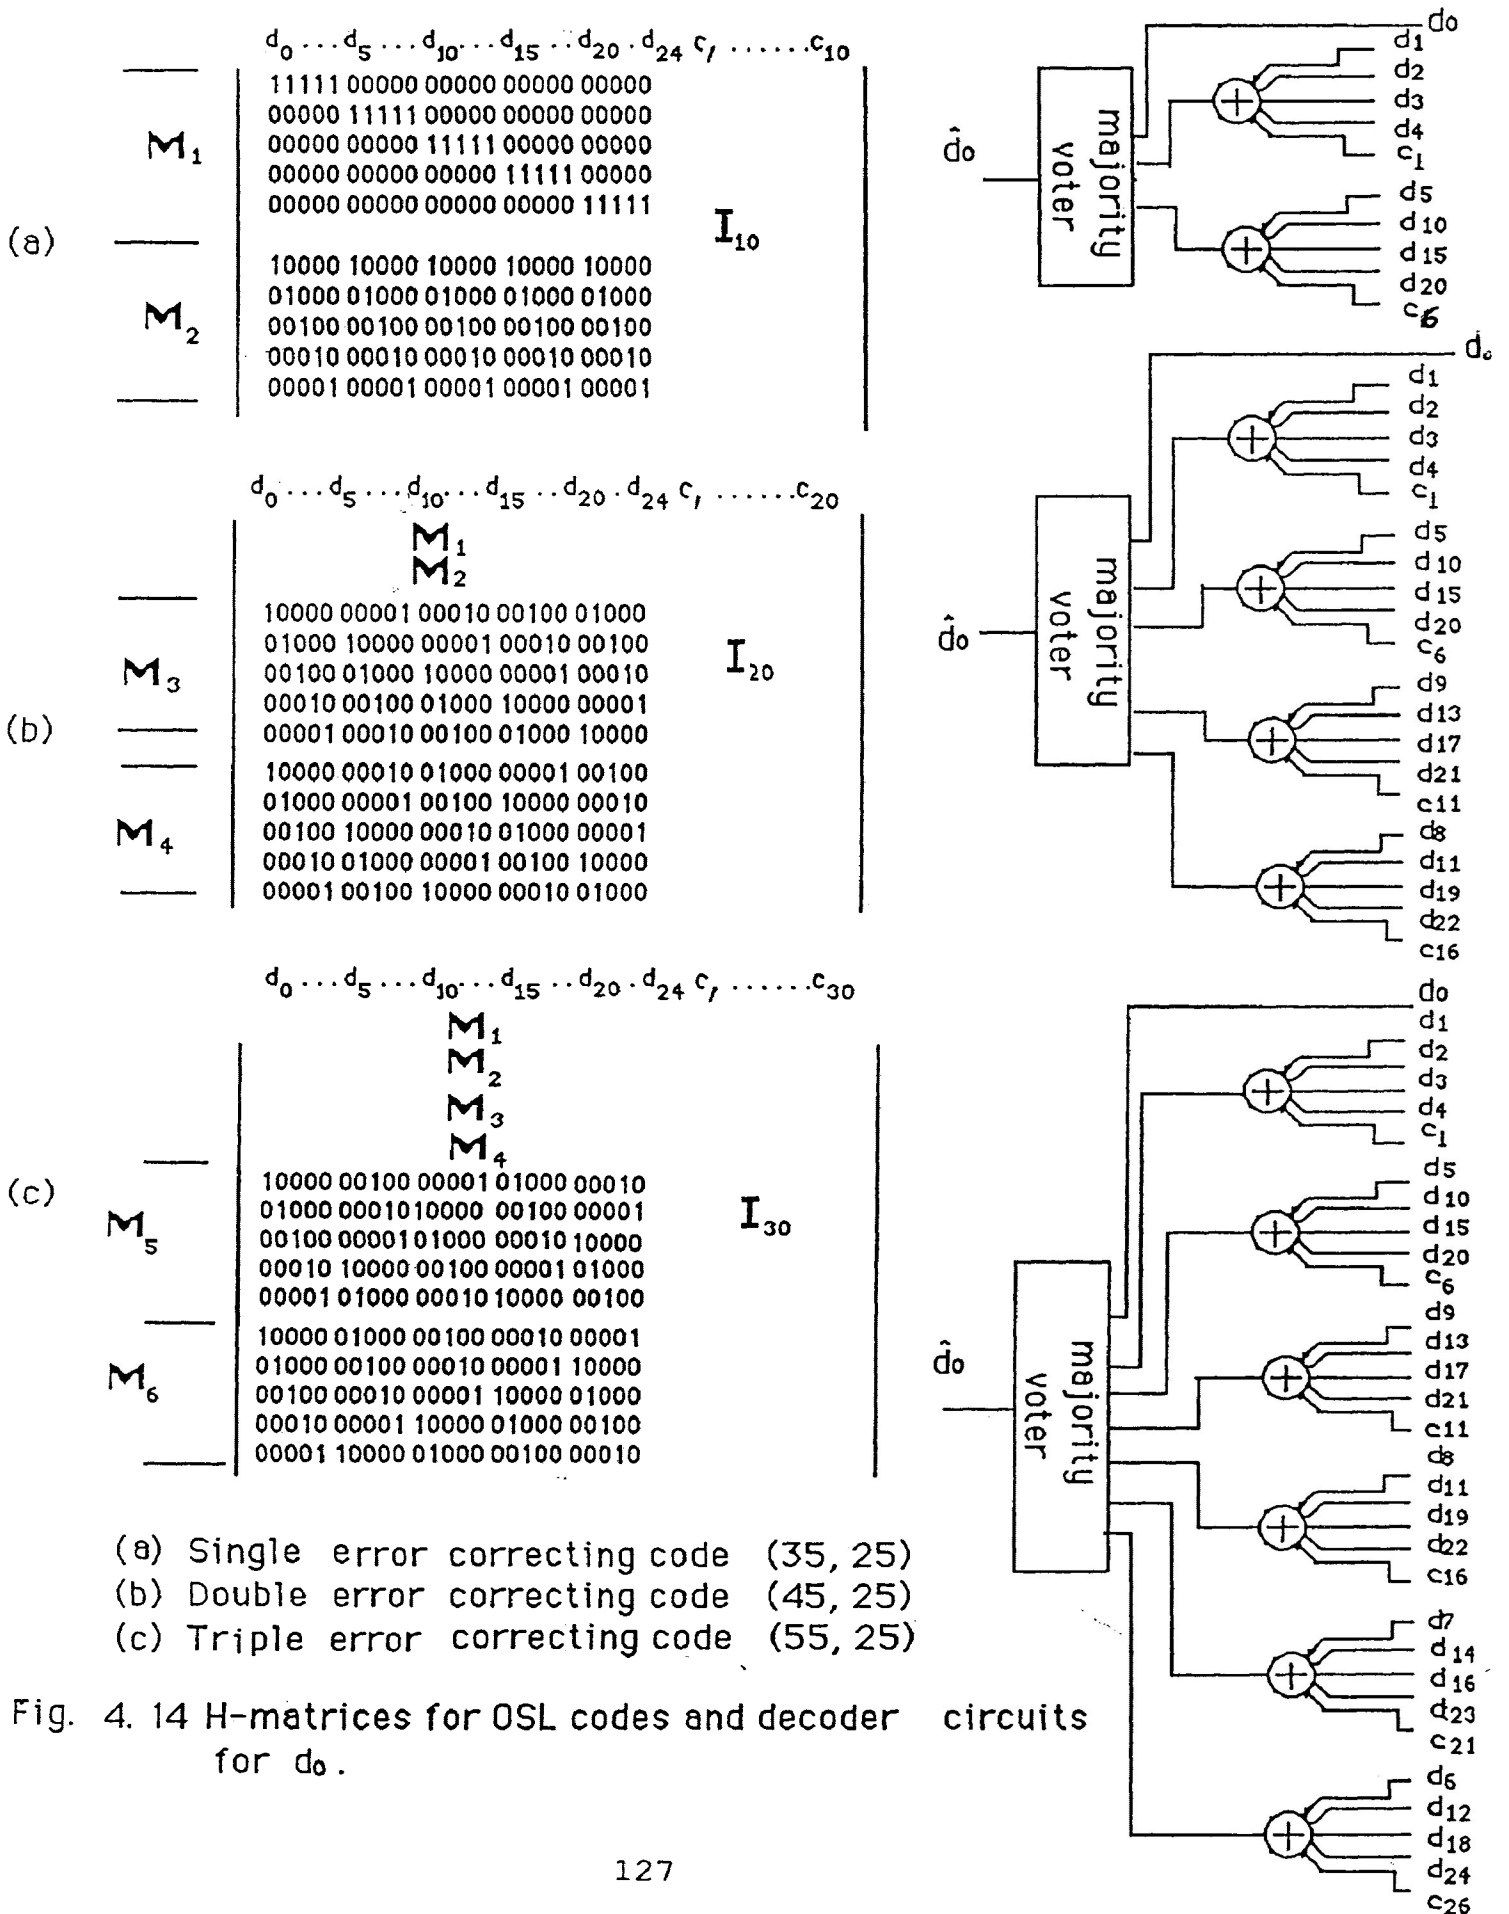 d0 ...d5 ...d10 ...d15 ..d20 .d24 c1 ......c10
11111 00000 00000 00000 00000
00000 11111 00000 00000 00000
M1
00000 00000 11111 00000 00000
00000 00000 00000 11111 00000
00000 00000 00000 00000 11111
(a)
I10
10000 10000 10000 10000 10000
01000 01000 01000 01000 01000
M2
00100 00100 00100 00100 00100
00010 00010 00010 00010 00010
00001 00001 00001 00001 00001
d̂0
majority
voter
d0
d1
d2
d3
d4
c1
d5
d10
d15
d20
c6
d0 ...d5 ...d10 ...d15 ..d20 .d24 c1 ......c20
M1
M2
10000 00001 00010 00100 01000
01000 10000 00001 00010 00100
M3
00100 01000 10000 00001 00010
00010 00100 01000 10000 00001
00001 00010 00100 01000 10000
(b)
I20
10000 00010 01000 00001 00100
01000 00001 00100 10000 00010
M4
00100 10000 00010 01000 00001
00010 01000 00001 00100 10000
00001 00100 10000 00010 01000
d̂0
majority
voter
d0
d1
d2
d3
d4
c1
d5
d10
d15
d20
c6
d9
d13
d17
d21
c11
d8
d11
d19
d22
c16
d0 ...d5 ...d10 ...d15 ..d20 .d24 c1 ......c30
M1
M2
M3
M4
(c)
10000 00100 00001 01000 00010
01000 00010 10000 00100 00001
M5
00100 00001 01000 00010 10000
00010 10000 00100 00001 01000
00001 01000 00010 10000 00100
I30
10000 01000 00100 00010 00001
01000 00100 00010 00001 10000
M6
00100 00010 00001 10000 01000
00010 00001 10000 01000 00100
00001 10000 01000 00100 00010
d̂0
majority
voter
d0
d1
d2
d3
d4
c1
d5
d10
d15
d20
c6
d9
d13
d17
d21
c11
d8
d11
d19
d22
c16
d7
d14
d16
d23
c21
d6
d12
d18
d24
c26
(a) Single error correcting code (35, 25)
(b) Double error correcting code (45, 25)
(c) Triple error correcting code (55, 25)
Fig. 4. 14 H-matrices for OSL codes and decoder circuits
for d0 .
127